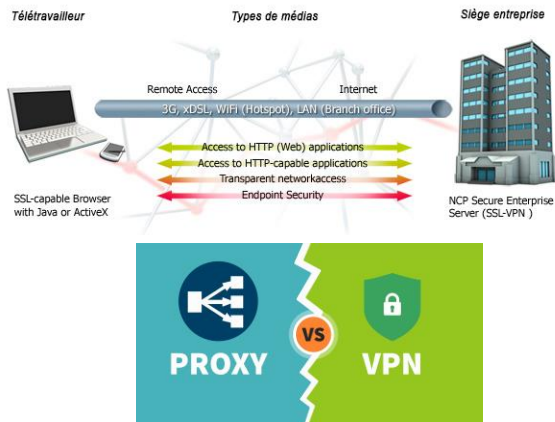 Télétravailleur
Types de médias
Siège entreprise
Remote Access
Internet
3G, xDSL, WiFi (Hotspot), LAN (Branch office)
Access to HTTP (Web) applications
Access to HTTP-capable applications
Transparent networkaccess
Endpoint Security
SSL-capable Browser
with Java or ActiveX
NCP Secure Enterprise
Server (SSL-VPN )
PROXY
VS
VPN